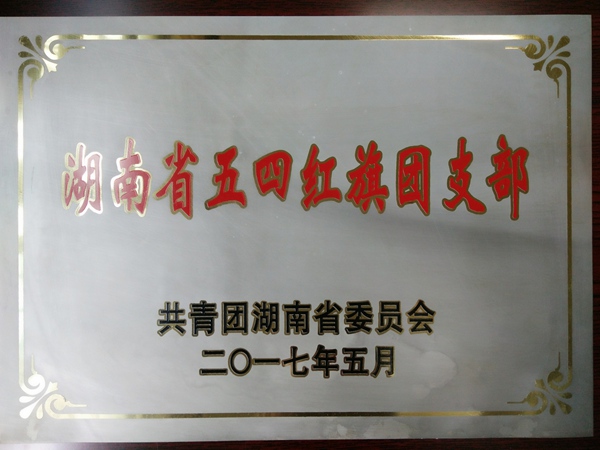 湖南省五四红旗团支部
共青团湖南省委员会
二〇一七年五月